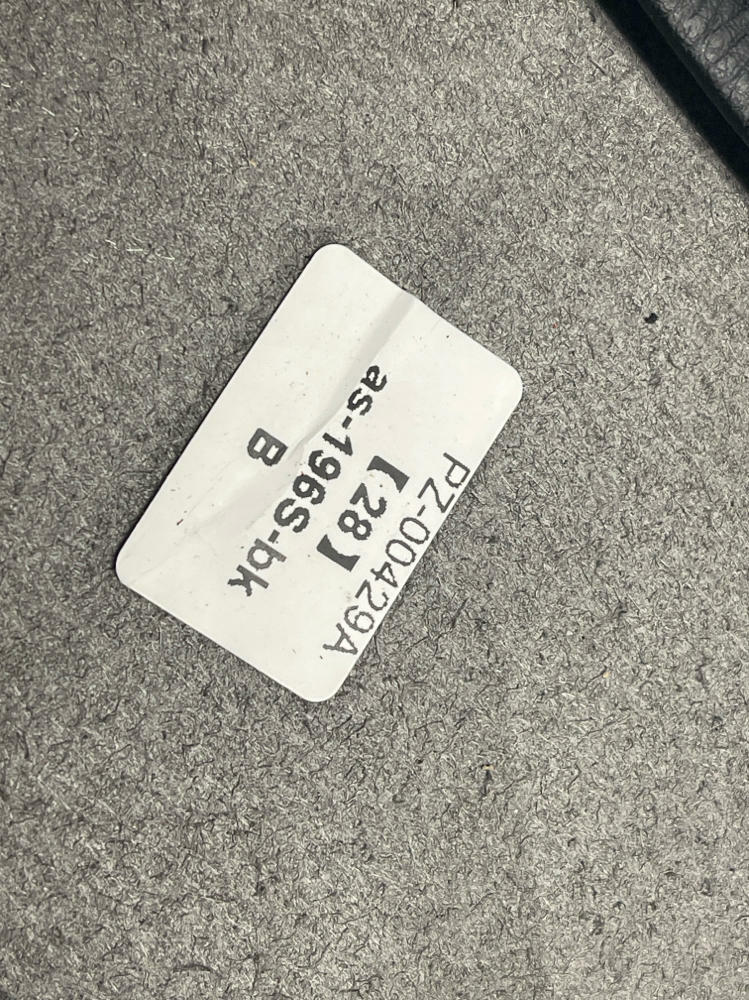 PZ-00429A
【28】
as-196S-bk
B